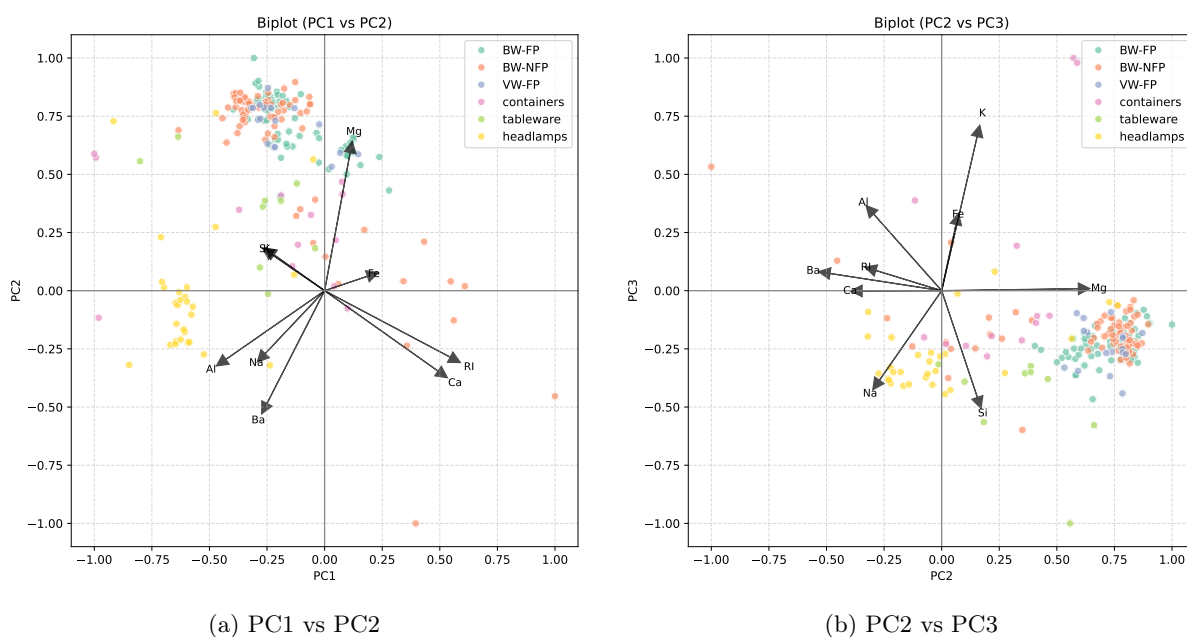 Biplot (PC1 vs PC2)
BW-FP
BW-NFP
VW-FP
containers
tableware
headlamps
1.00
0.75
0.50
0.25
0.00
−0.25
−0.50
−0.75
−1.00
PC2
Mg
Fe
Al
Na
Ba
RI
Ca
−1.00 −0.75 −0.50 −0.25 0.00 0.25 0.50 0.75 1.00
PC1
(a) PC1 vs PC2
Biplot (PC2 vs PC3)
BW-FP
BW-NFP
VW-FP
containers
tableware
headlamps
1.00
0.75
0.50
0.25
0.00
−0.25
−0.50
−0.75
−1.00
PC3
K
Al
Fe
RI
Ba
Ca
Mg
Na
Si
−1.00 −0.75 −0.50 −0.25 0.00 0.25 0.50 0.75 1.00
PC2
(b) PC2 vs PC3